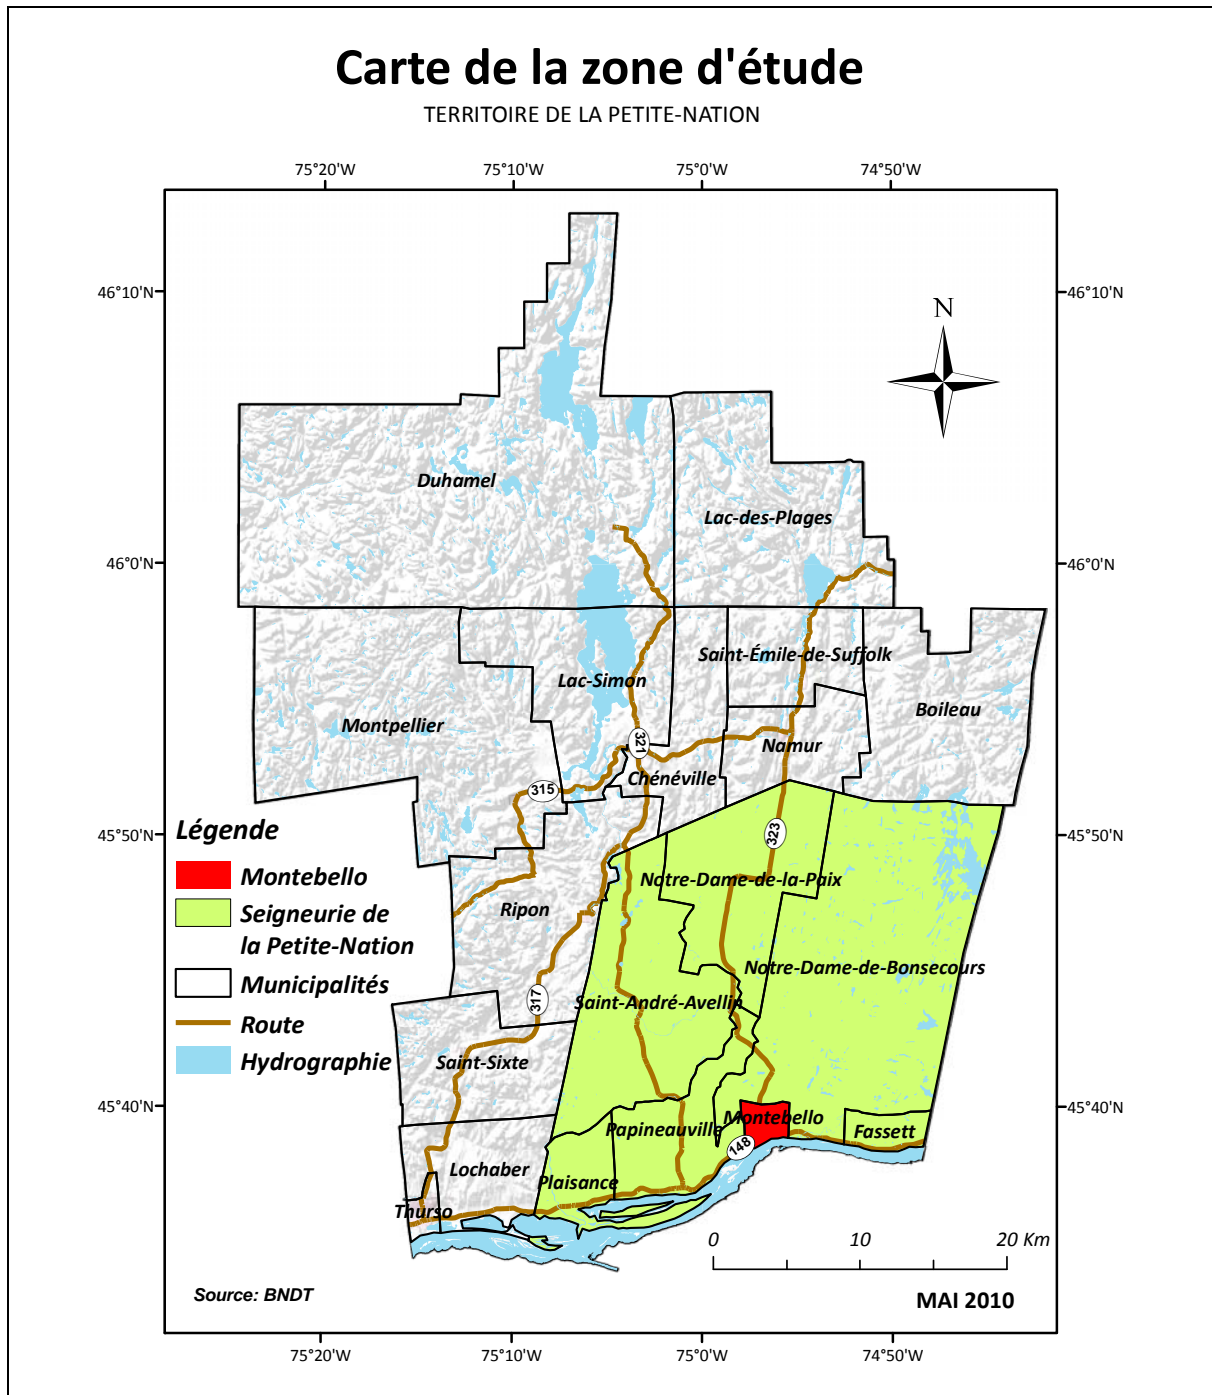 Carte de la zone d'étude
TERRITOIRE DE LA PETITE-NATION
75°20'W 75°10'W 75°0'W 74°50'W
46°10'N 46°10'N
N
Duhamel
Lac-des-Plages
46°0'N 46°0'N
Saint-Émile-de-Suffolk
Lac-Simon
Boileau
Montpellier
321
Namur
Chénéville
315
45°50'N 45°50'N
323
Légende
Montebello
Seigneurie de
la Petite-Nation
Municipalités
Route
Hydrographie
Notre-Dame-de-la-Paix
Ripon
Notre-Dame-de-Bonsecours
317
Saint-André-Avellin
Saint-Sixte
45°40'N 45°40'N
Montebello
Papineauville
Fassett
148
Lochaber
Plaisance
Thurso
0 10 20 Km
Source: BNDT
MAI 2010
75°20'W 75°10'W 75°0'W 74°50'W